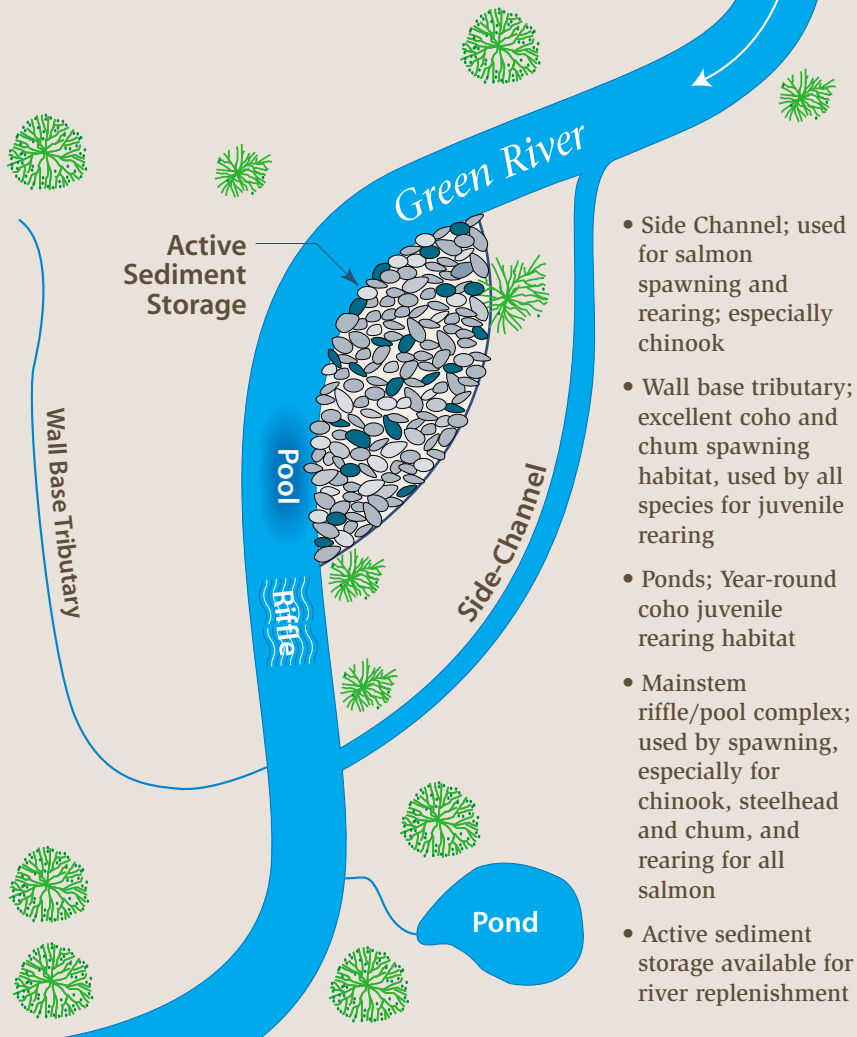 Green River
Active
Sediment
Storage
Wall Base Tributary
Pool
Riffle
Side-Channel
Pond
• Side Channel; used
for salmon
spawning and
rearing; especially
chinook
• Wall base tributary;
excellent coho and
chum spawning
habitat, used by all
species for juvenile
rearing
• Ponds; Year-round
coho juvenile
rearing habitat
• Mainstem
riffle/pool complex;
used by spawning,
especially for
chinook, steelhead
and chum, and
rearing for all
salmon
• Active sediment
storage available for
river replenishment